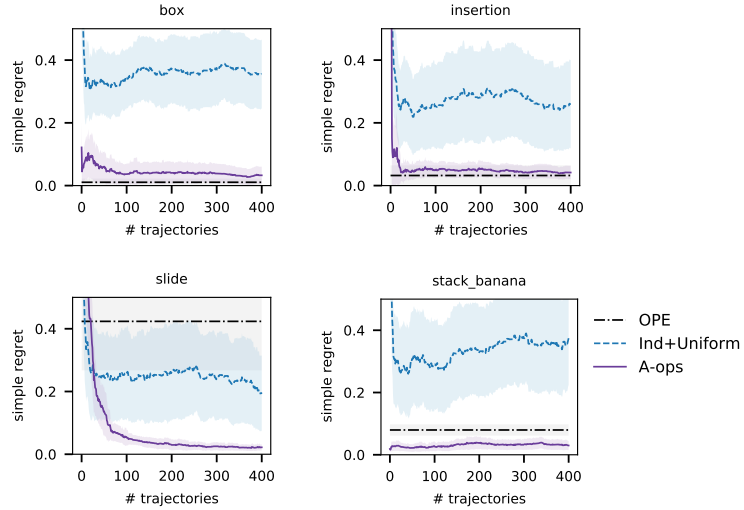 box
simple regret
0.4
0.2
0.0
0 100 200 300 400
# trajectories
insertion
simple regret
0.4
0.2
0.0
0 100 200 300 400
# trajectories
slide
simple regret
0.4
0.2
0.0
0 100 200 300 400
# trajectories
stack_banana
simple regret
0.4
0.2
0.0
0 100 200 300 400
# trajectories
OPE
Ind+Uniform
A-ops